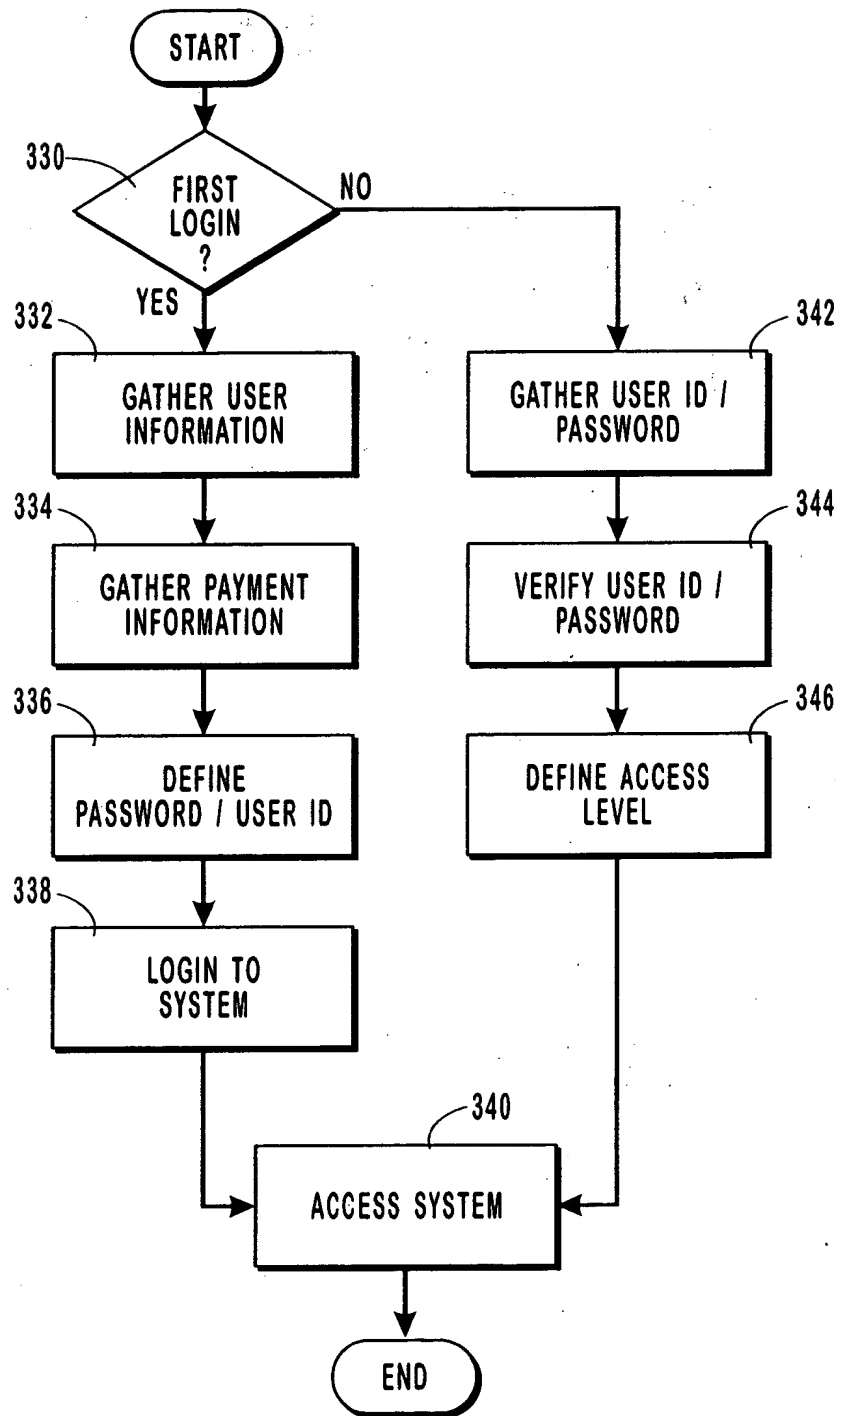 START
330
FIRST
LOGIN
?
NO
YES
332
GATHER USER
INFORMATION
334
GATHER PAYMENT
INFORMATION
336
DEFINE
PASSWORD / USER ID
338
LOGIN TO
SYSTEM
342
GATHER USER ID /
PASSWORD
344
VERIFY USER ID /
PASSWORD
346
DEFINE ACCESS
LEVEL
340
ACCESS SYSTEM
END